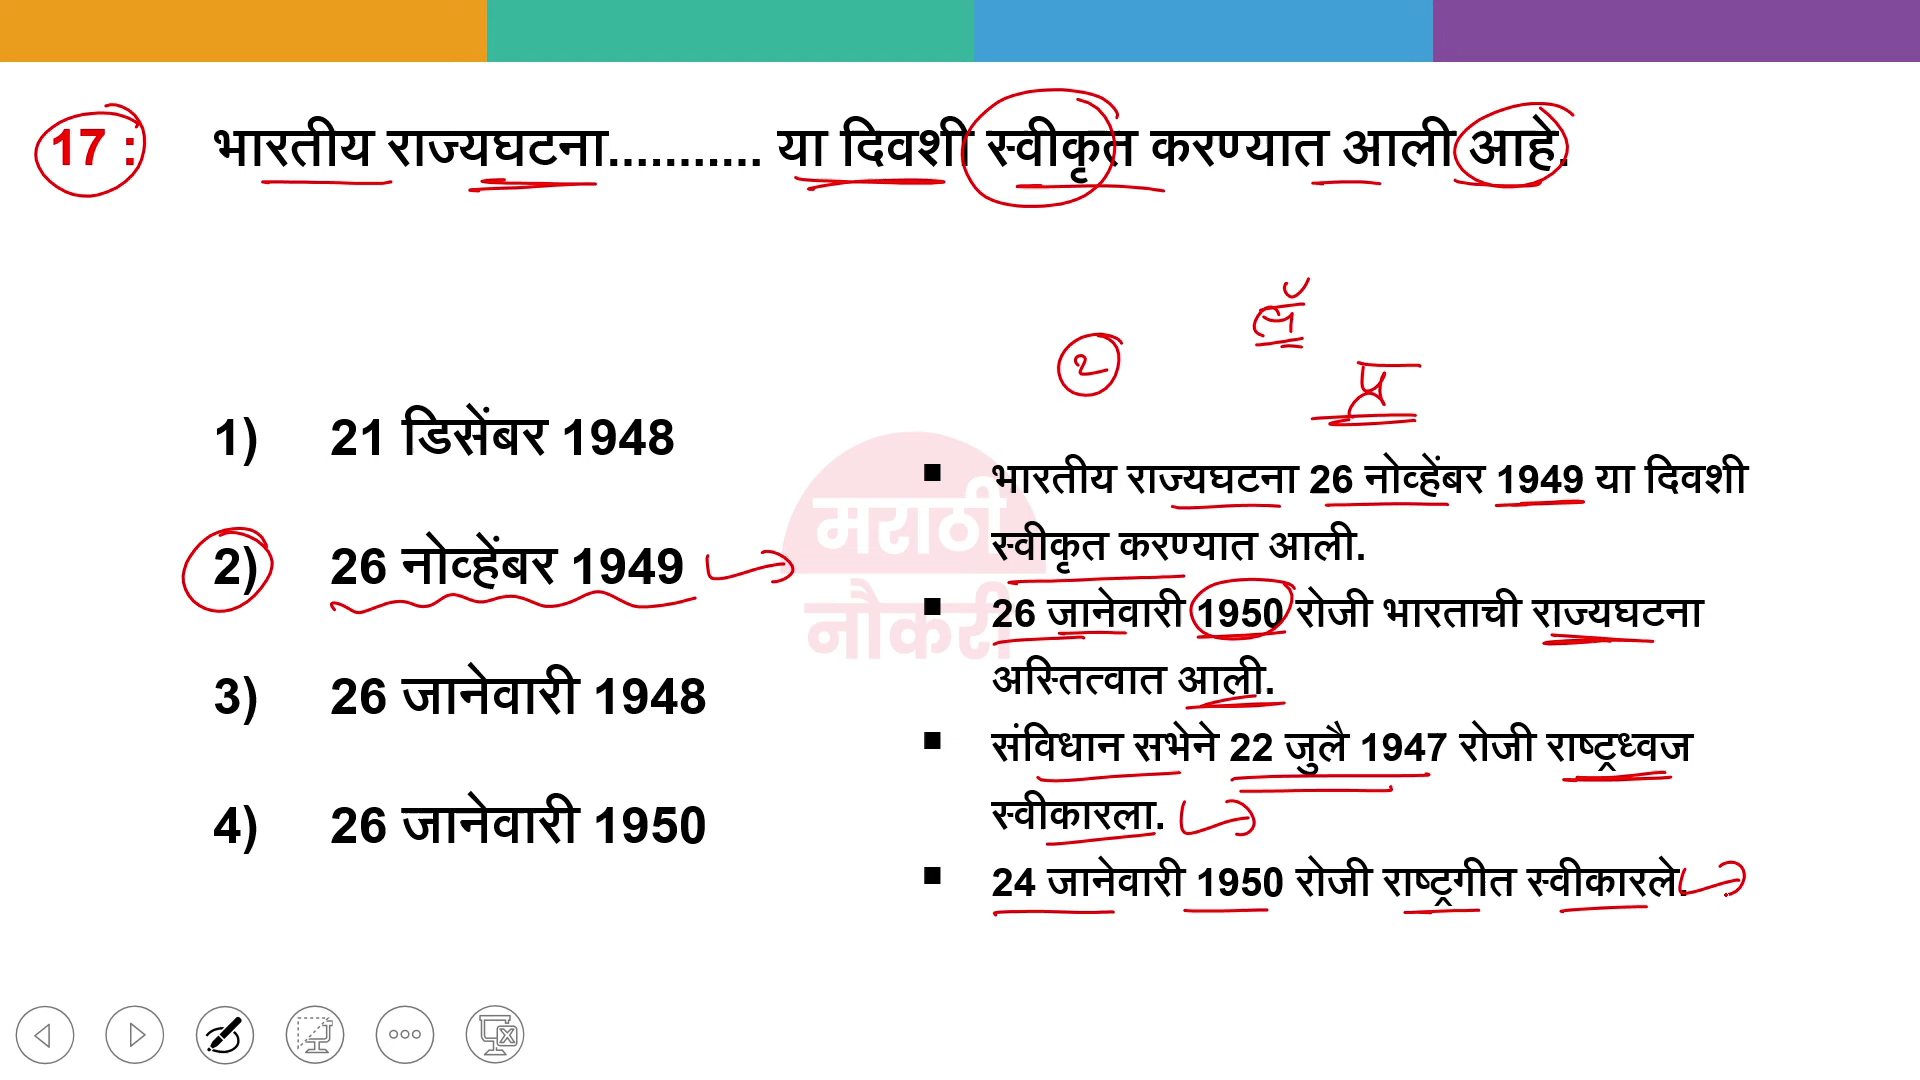 17 : भारतीय राज्यघटना........... या दिवशी स्वीकृत करण्यात आली आहे.
1) 21 डिसेंबर 1948
2) 26 नोव्हेंबर 1949
3) 26 जानेवारी 1948
4) 26 जानेवारी 1950
२
मराठी
नौकरी
▪ भारतीय राज्यघटना 26 नोव्हेंबर 1949 या दिवशी
स्वीकृत करण्यात आली.
▪ 26 जानेवारी 1950 रोजी भारताची राज्यघटना
अस्तित्वात आली.
▪ संविधान सभेने 22 जुलै 1947 रोजी राष्ट्रध्वज
स्वीकारला.
▪ 24 जानेवारी 1950 रोजी राष्ट्रगीत स्वीकारले.